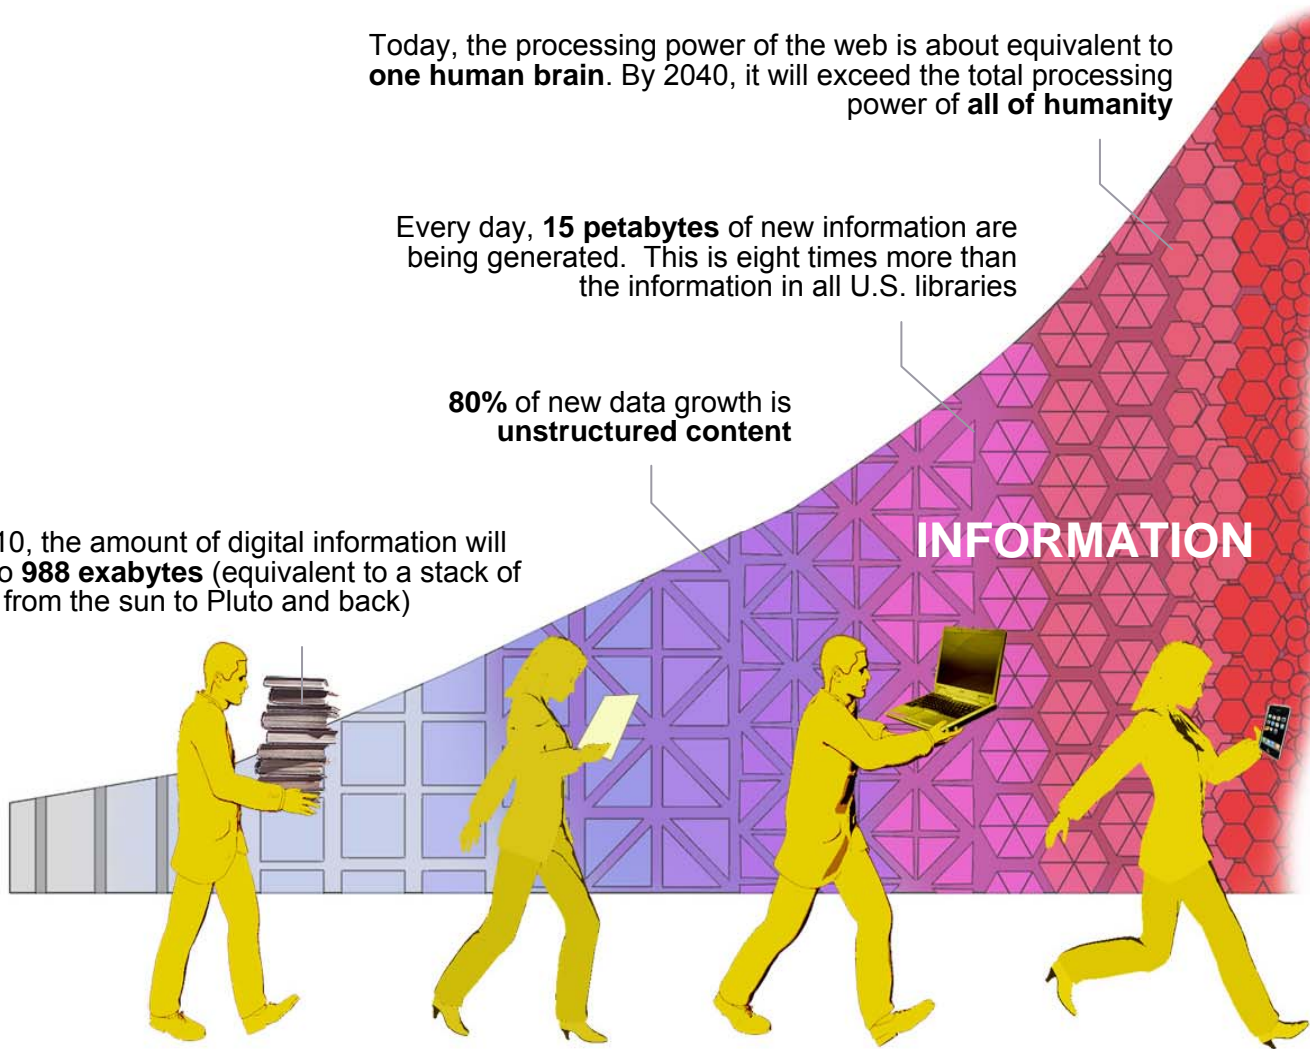 Today, the processing power of the web is about equivalent to
one human brain. By 2040, it will exceed the total processing
power of all of humanity
Every day, 15 petabytes of new information are
being generated.  This is eight times more than
the information in all U.S. libraries
80% of new data growth is
unstructured content
INFORMATION
10, the amount of digital information will
o 988 exabytes (equivalent to a stack of
from the sun to Pluto and back)